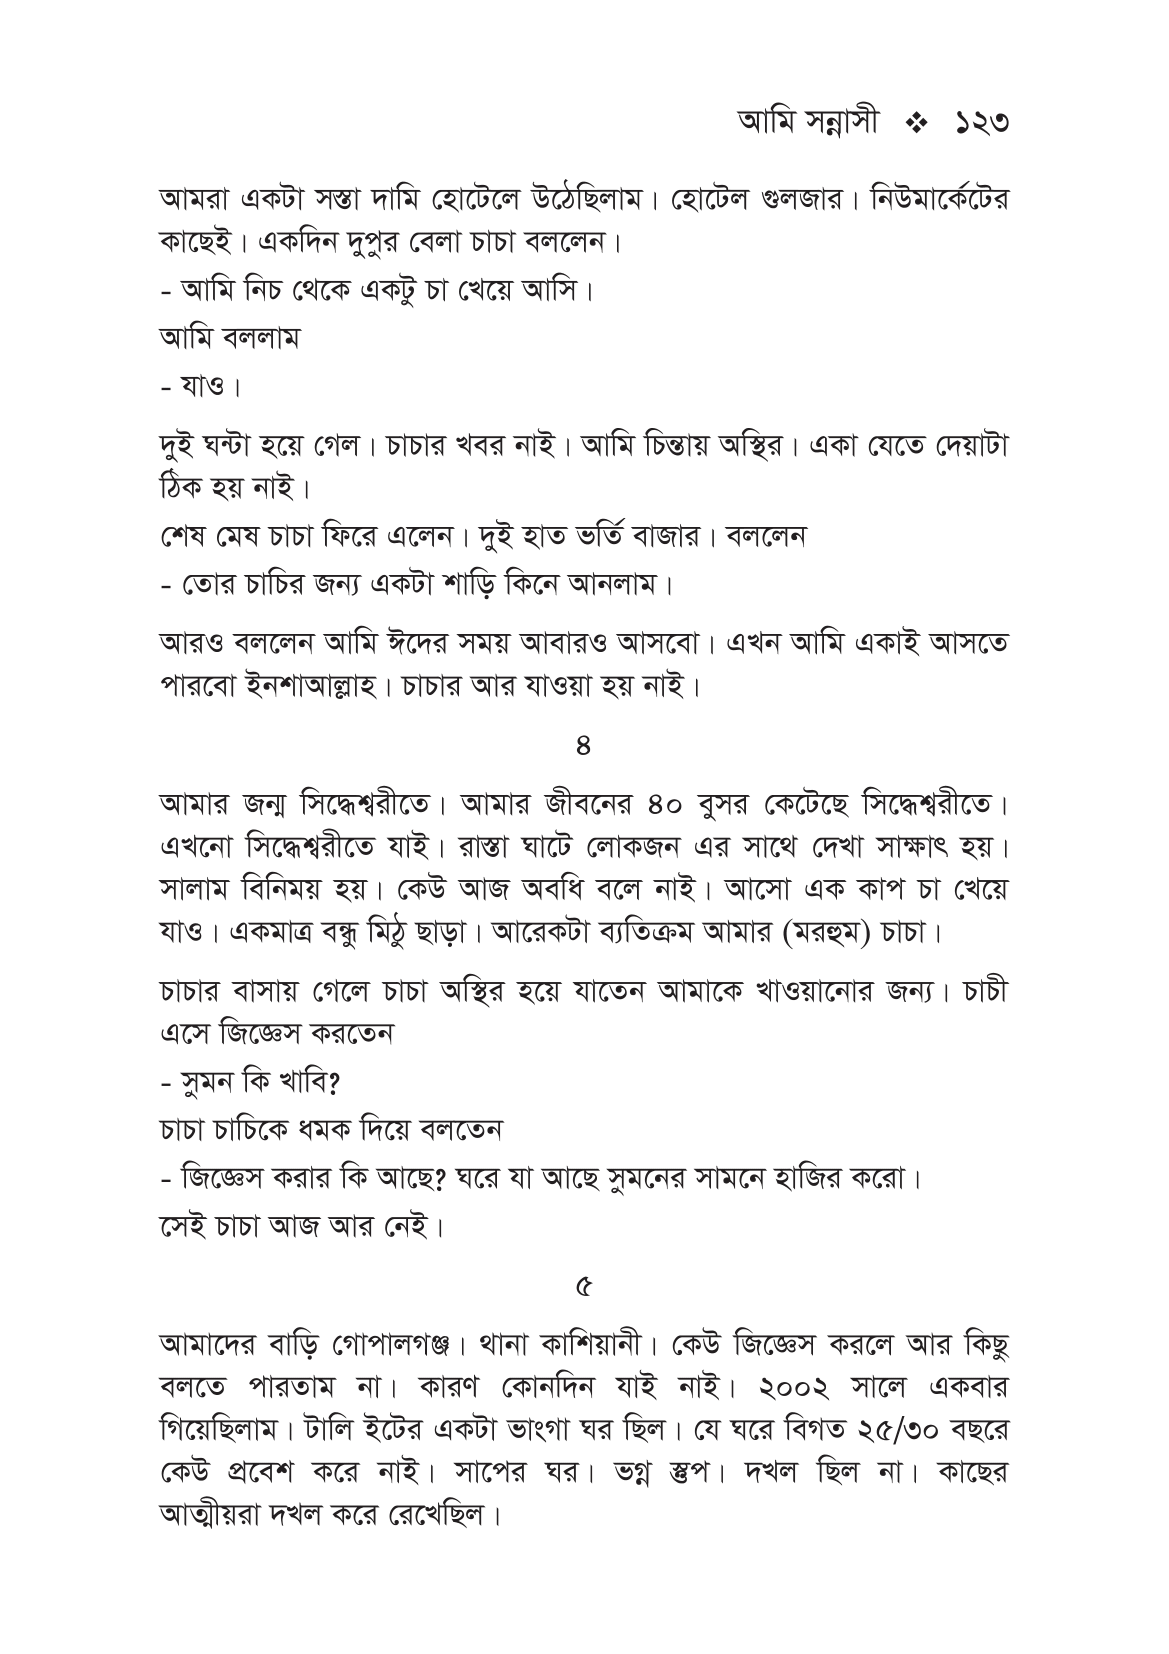 আমি সন্নাসী ❖ ১২৩
আমরা একটা সস্তা দামি হোটেলে উঠেছিলাম। হোটেল গুলজার। নিউমার্কেটের
কাছেই। একদিন দুপুর বেলা চাচা বললেন।
- আমি নিচ থেকে একটু চা খেয়ে আসি।
আমি বললাম
- যাও।
দুই ঘন্টা হয়ে গেল। চাচার খবর নাই। আমি চিন্তায় অস্থির। একা যেতে দেয়াটা
ঠিক হয় নাই।
শেষ মেষ চাচা ফিরে এলেন। দুই হাত ভর্তি বাজার। বললেন
- তোর চাচির জন্য একটা শাড়ি কিনে আনলাম।
আরও বললেন আমি ঈদের সময় আবারও আসবো। এখন আমি একাই আসতে
পারবো ইনশাআল্লাহ। চাচার আর যাওয়া হয় নাই।
৪
আমার জন্ম সিদ্ধেশ্বরীতে। আমার জীবনের ৪০ বুসর কেটেছে সিদ্ধেশ্বরীতে।
এখনো সিদ্ধেশ্বরীতে যাই। রাস্তা ঘাটে লোকজন এর সাথে দেখা সাক্ষাৎ হয়।
সালাম বিনিময় হয়। কেউ আজ অবধি বলে নাই। আসো এক কাপ চা খেয়ে
যাও। একমাত্র বন্ধু মিঠু ছাড়া। আরেকটা ব্যতিক্রম আমার (মরহুম) চাচা।
চাচার বাসায় গেলে চাচা অস্থির হয়ে যাতেন আমাকে খাওয়ানোর জন্য। চাচী
এসে জিজ্ঞেস করতেন
- সুমন কি খাবি?
চাচা চাচিকে ধমক দিয়ে বলতেন
- জিজ্ঞেস করার কি আছে? ঘরে যা আছে সুমনের সামনে হাজির করো।
সেই চাচা আজ আর নেই।
৫
আমাদের বাড়ি গোপালগঞ্জ। থানা কাশিয়ানী। কেউ জিজ্ঞেস করলে আর কিছু
বলতে পারতাম না। কারণ কোনদিন যাই নাই। ২০০২ সালে একবার
গিয়েছিলাম। টালি ইটের একটা ভাংগা ঘর ছিল। যে ঘরে বিগত ২৫/৩০ বছরে
কেউ প্রবেশ করে নাই। সাপের ঘর। ভগ্ন স্তুপ। দখল ছিল না। কাছের
আত্মীয়রা দখল করে রেখেছিল।